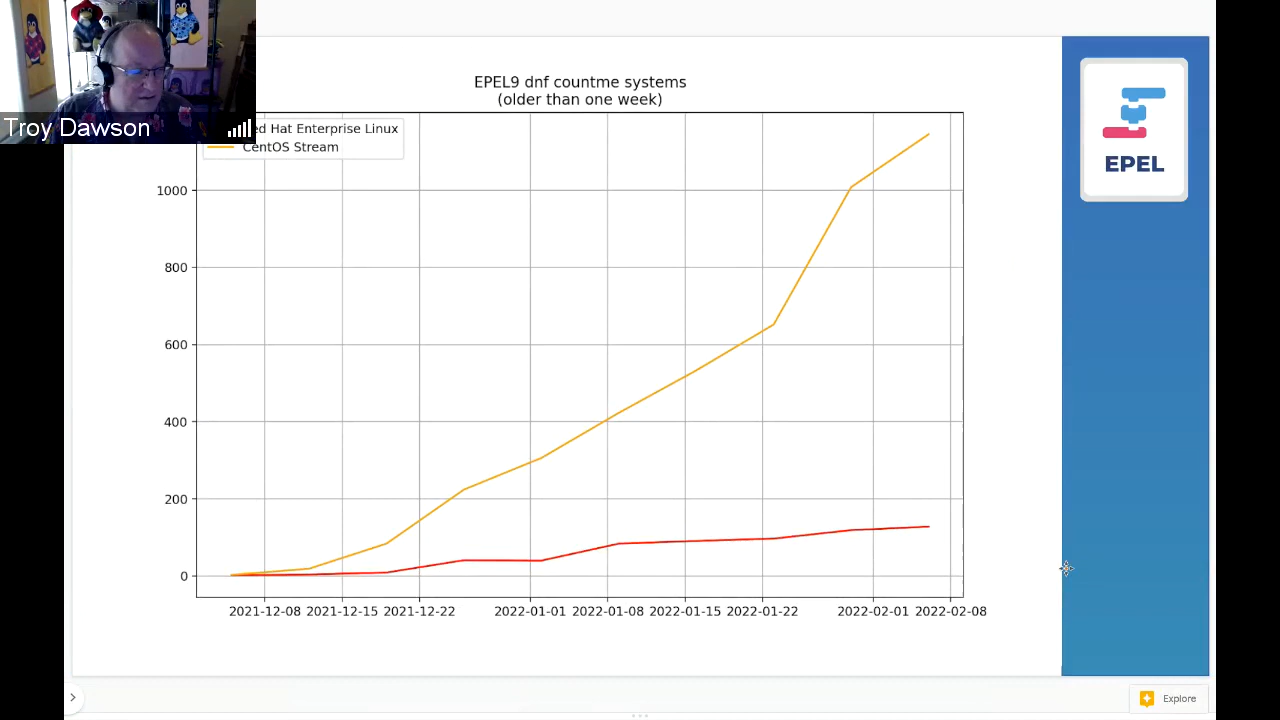 Troy Dawson
EPEL9 dnf countme systems
(older than one week)
ed Hat Enterprise Linux
CentOS Stream
1000
800
600
400
200
0
2021-12-08 2021-12-15 2021-12-22 2022-01-01 2022-01-08 2022-01-15 2022-01-22 2022-02-01 2022-02-08
EPEL
Explore